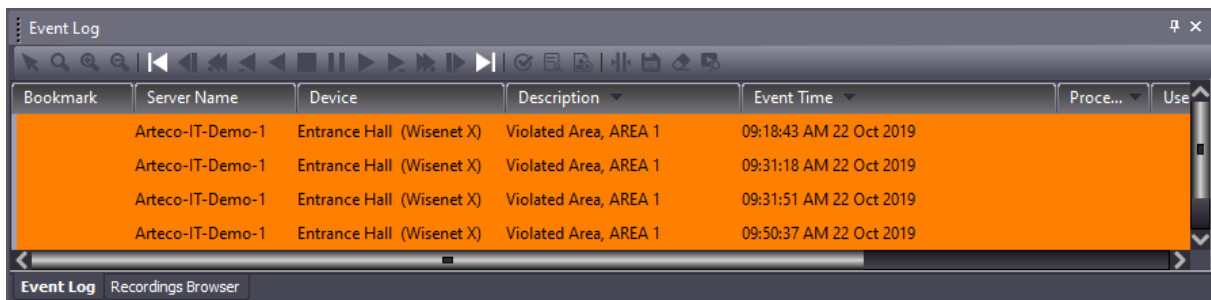 Event Log
Bookmark Server Name Device Description Event Time Proce... Use
Arteco-IT-Demo-1 Entrance Hall (Wisenet X) Violated Area, AREA 1 09:18:43 AM 22 Oct 2019
Arteco-IT-Demo-1 Entrance Hall (Wisenet X) Violated Area, AREA 1 09:31:18 AM 22 Oct 2019
Arteco-IT-Demo-1 Entrance Hall (Wisenet X) Violated Area, AREA 1 09:31:51 AM 22 Oct 2019
Arteco-IT-Demo-1 Entrance Hall (Wisenet X) Violated Area, AREA 1 09:50:37 AM 22 Oct 2019
Event Log Recordings Browser